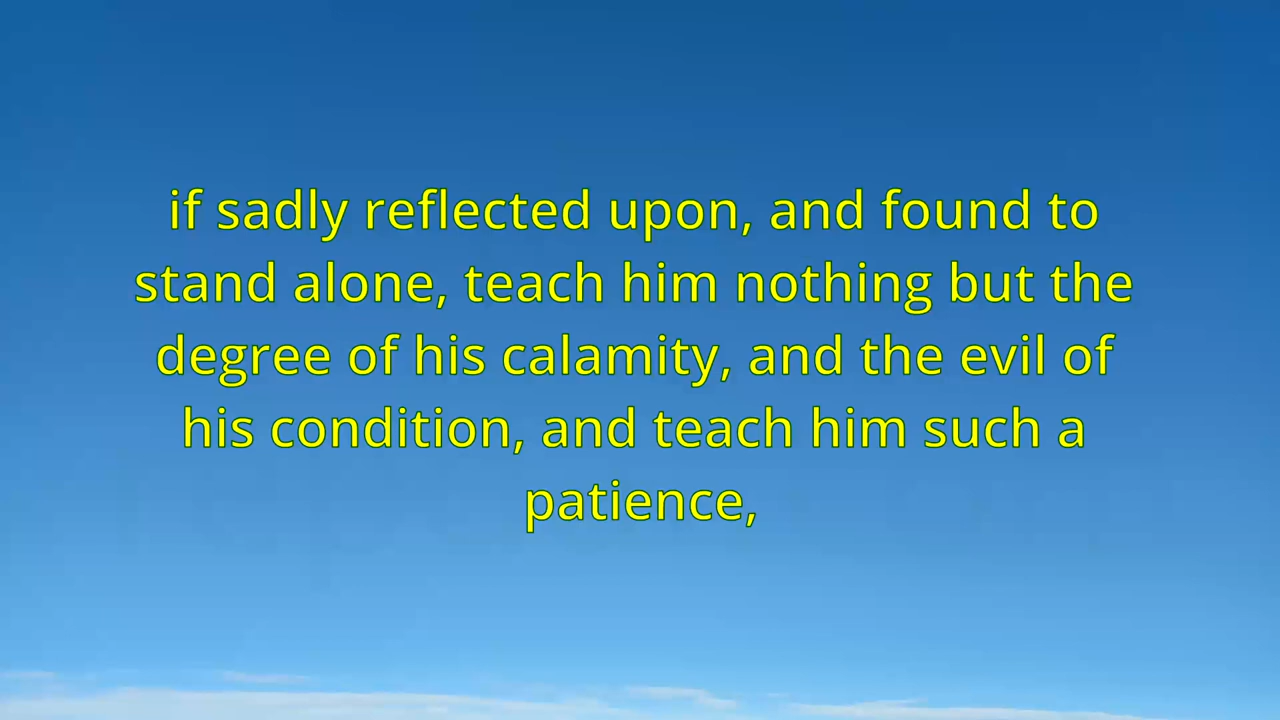 if sadly reflected upon, and found to
stand alone, teach him nothing but the
degree of his calamity, and the evil of
his condition, and teach him such a
patience,